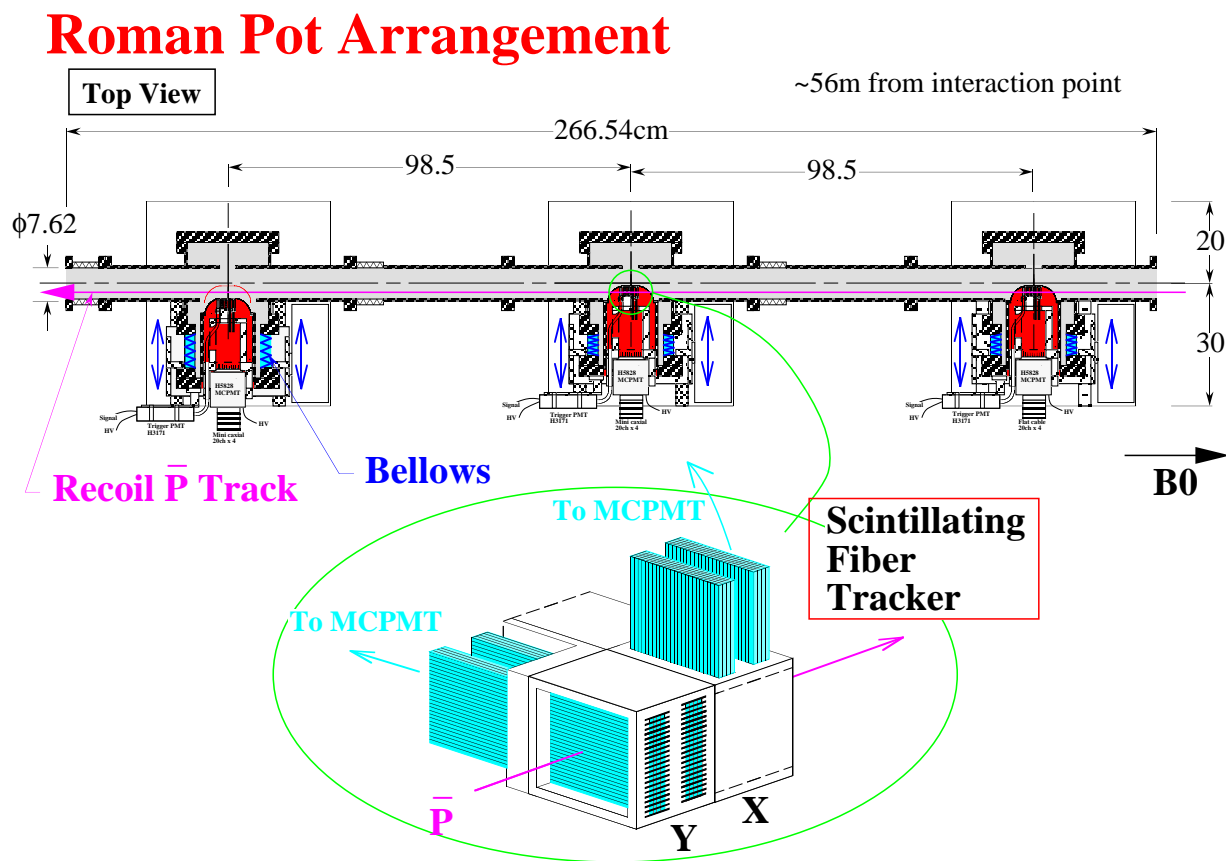 Roman Pot Arrangement
Top View
~56m from interaction point
266.54cm
98.5
98.5
ϕ7.62
20
30
H5828
MCPMT
Signal
HV
Trigger PMT
H3171
Mini caxial
20ch x 4
HV
H5828
MCPMT
Signal
HV
Trigger PMT
H3171
Mini caxial
20ch x 4
HV
H5828
MCPMT
Signal
HV
Trigger PMT
H3171
Flat cable
20ch x 4
HV
Recoil P̅ Track
Bellows
B0
To MCPMT
Scintillating
Fiber
Tracker
To MCPMT
P̅
Y
X